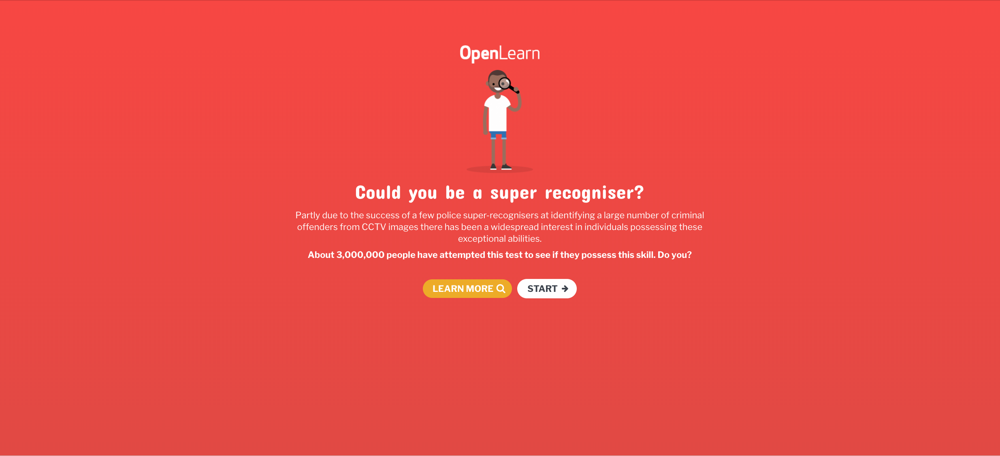 OpenLearn
Could you be a super recogniser?
Partly due to the success of a few police super-recognisers at identifying a large number of criminal
offenders from CCTV images there has been a widespread interest in individuals possessing these
exceptional abilities.
About 3,000,000 people have attempted this test to see if they possess this skill. Do you?
LEARN MORE START